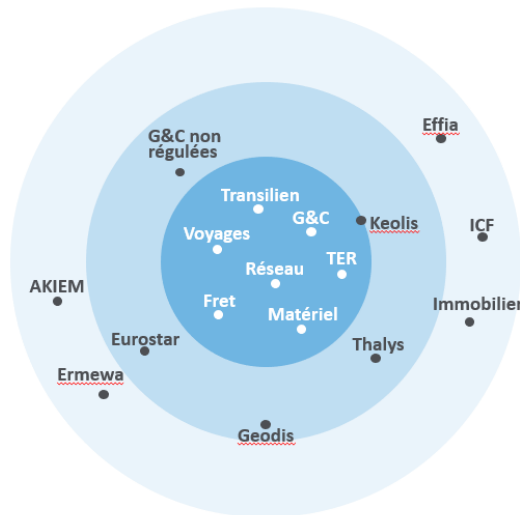 Effia
G&C non
régulées
Transilien
G&C
Keolis
ICF
Voyages
TER
Réseau
AKIEM
Fret
Matériel
Immobilier
Eurostar
Thalys
Ermewa
Geodis